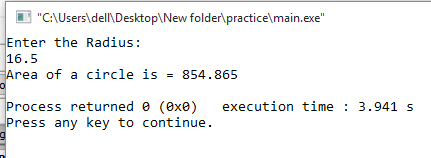 "C:\Users\dell\Desktop\New folder\practice\main.exe"
Enter the Radius:
16.5
Area of a circle is = 854.865
Process returned 0 (0x0)   execution time : 3.941 s
Press any key to continue.